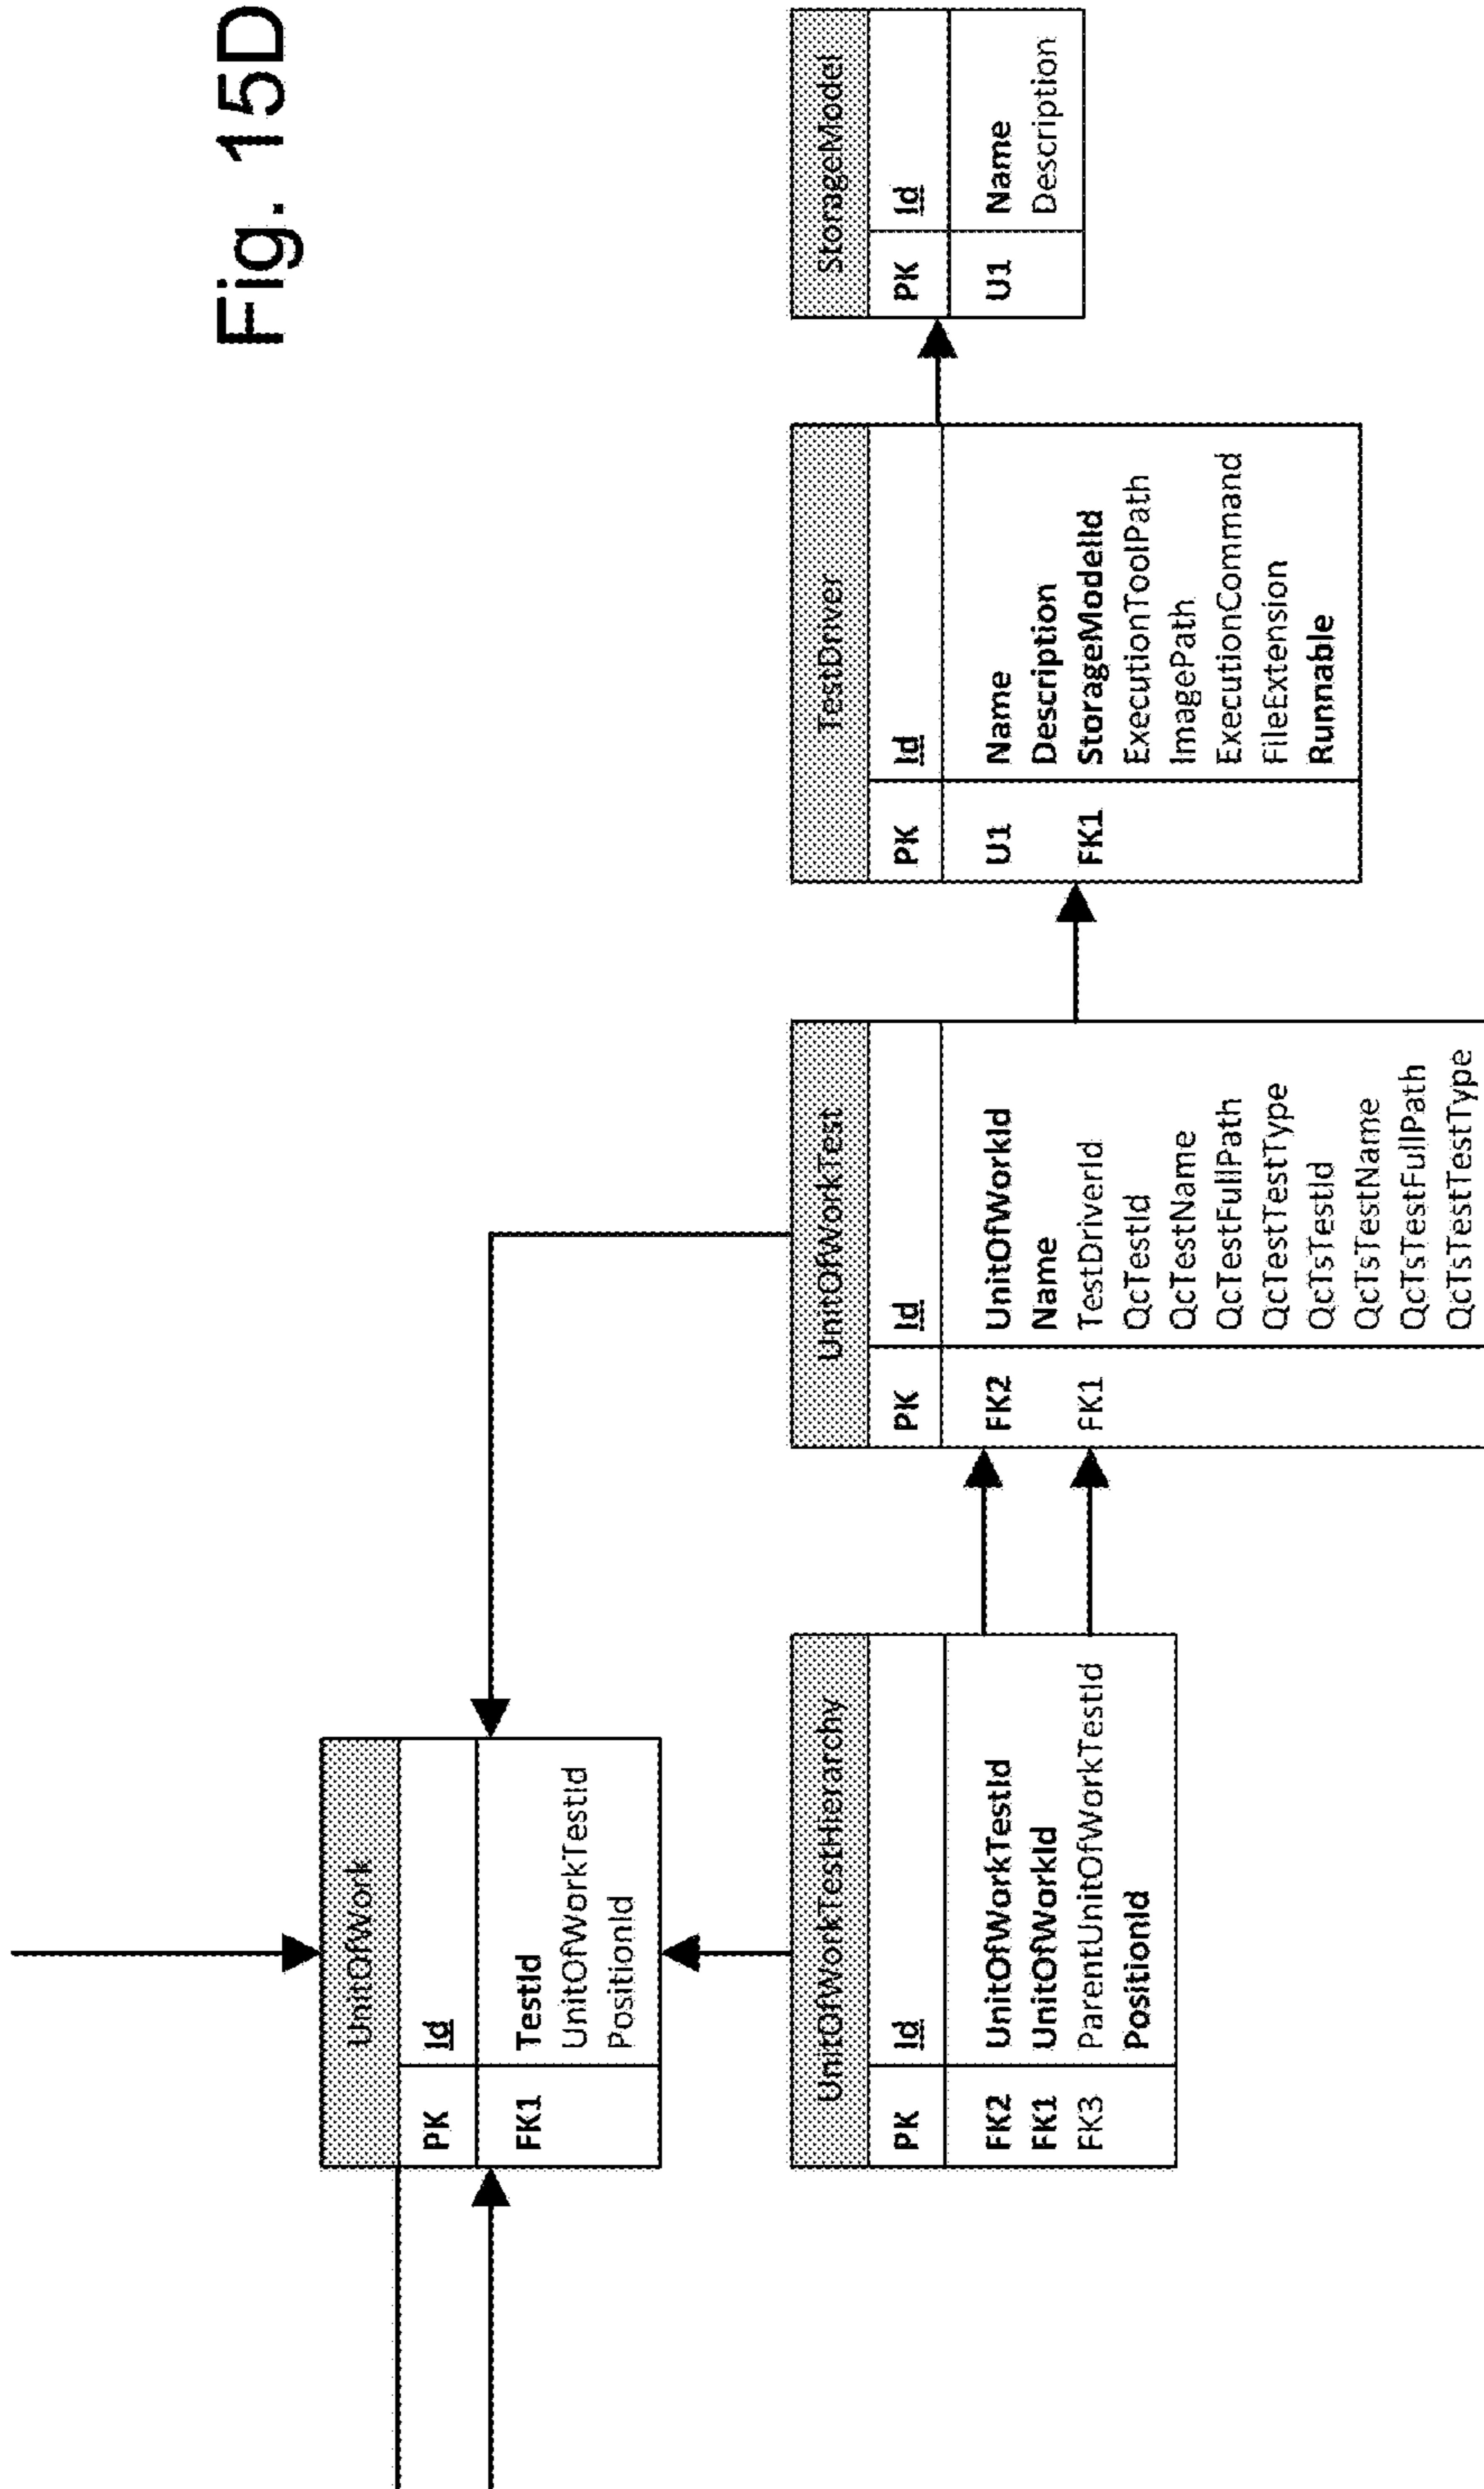 Fig. 15D
UnitOfWork
PK Id
FK1 TestId
UnitOfWorkTestId
PositionId
UnitOfWorkTestHierarchy
PK Id
FK2 UnitOfWorkTestId
FK1 UnitOfWorkId
FK3 ParentUnitOfWorkTestId
PositionId
UnitOfWorkTest
PK Id
FK2 UnitOfWorkId
Name
FK1 TestDriverId
QcTestId
QcTestName
QcTestFullPath
QcTestTestType
QcTsTestId
QcTsTestName
QcTsTestFullPath
QcTsTestTestType
TestDriver
PK Id
U1 Name
Description
FK1 StorageModelId
ExecutionToolPath
ImagePath
ExecutionCommand
FileExtension
Runnable
StorageModel
PK Id
U1 Name
Description